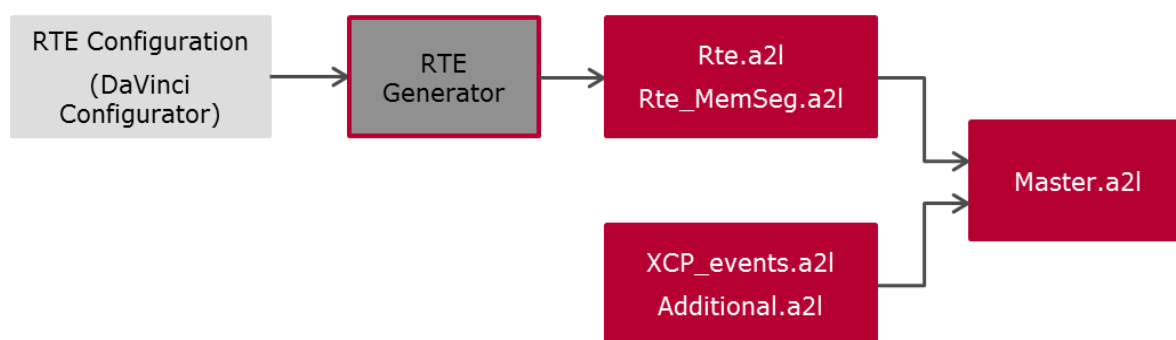 RTE Configuration
(DaVinci
Configurator)
RTE
Generator
Rte.a2l
Rte_MemSeg.a2l
Master.a2l
XCP_events.a2l
Additional.a2l